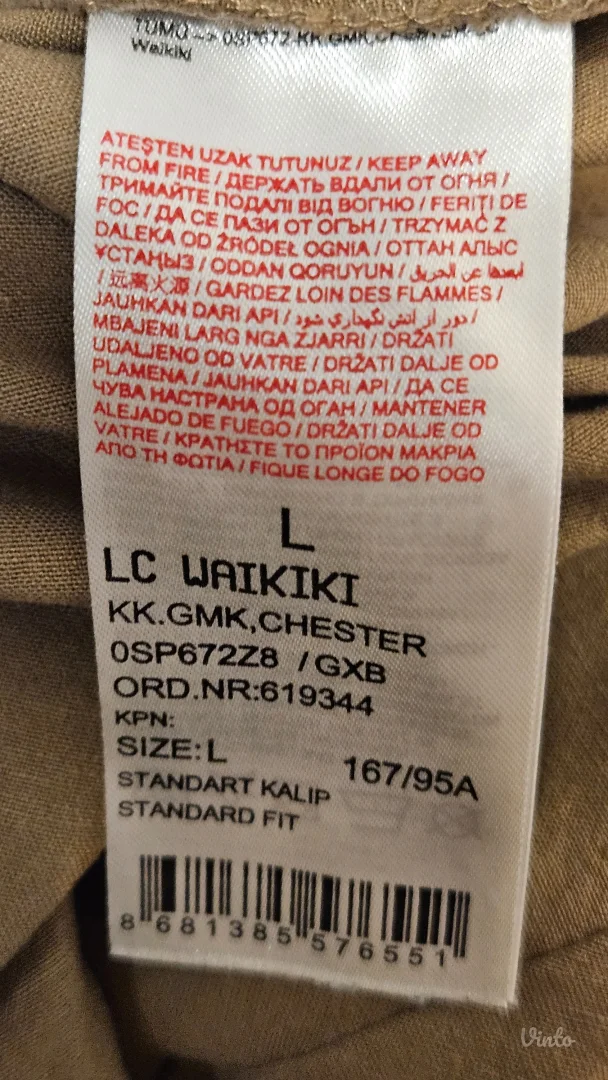 Waikiki
ATEŞTEN UZAK TUTUNUZ / KEEP AWAY
FROM FIRE / ДЕРЖАТЬ ВДАЛИ ОТ ОГНЯ /
ТРИМАЙТЕ ПОДАЛІ ВІД ВОГНЮ / FERIȚI DE
FOC / ДА СЕ ПАЗИ ОТ ОГЪН / TRZYMAĆ Z
DALEKA OD ŹRÓDEŁ OGNIA / ОТТАН АЛЫС
ҰСТАҢЫЗ / ODDAN QORUYUN / ابعدها عن الحريق
/ 远离火源 / GARDEZ LOIN DES FLAMMES /
JAUHKAN DARI API / دور از آتش نگهداری شود /
MBAJENI LARG NGA ZJARRI / DRŽATI
UDALJENO OD VATRE / DRŽATI DALJE OD
PLAMENA / JAUHKAN DARI API / ДА СЕ
ЧУВА НАСТРАНА ОД ОГАН / MANTENER
ALEJADO DE FUEGO / DRŽATI DALJE OD
VATRE / ΚΡΑΤΗΣΤΕ ΤΟ ΠΡΟΪΟΝ ΜΑΚΡΙΑ
ΑΠΟ ΤΗ ΦΩΤΙΑ / FIQUE LONGE DO FOGO
L
LC WAIKIKI
KK.GMK,CHESTER
0SP672Z8 /GXB
ORD.NR:619344
KPN:
SIZE:L 167/95A
STANDART KALIP
STANDARD FIT
8 681385 576551
Vinto